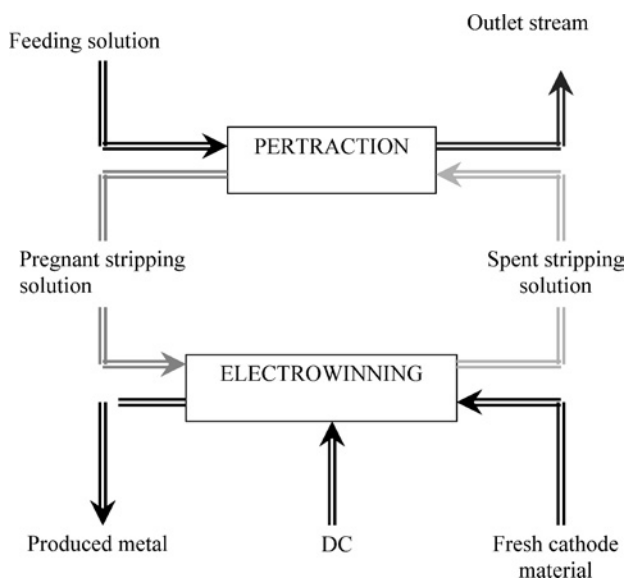 Feeding solution
Outlet stream
PERTRACTION
Pregnant stripping
solution
Spent stripping
solution
ELECTROWINNING
Produced metal
DC
Fresh cathode
material